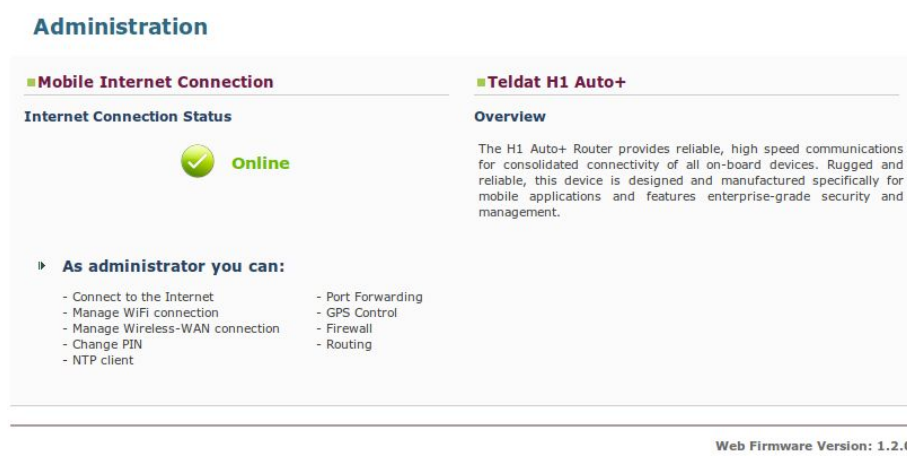 Administration
Mobile Internet Connection
Internet Connection Status
Online
As administrator you can:
- Connect to the Internet
- Manage WiFi connection
- Manage Wireless-WAN connection
- Change PIN
- NTP client
- Port Forwarding
- GPS Control
- Firewall
- Routing
Teldat H1 Auto+
Overview
The H1 Auto+ Router provides reliable, high speed communications
for consolidated connectivity of all on-board devices. Rugged and
reliable, this device is designed and manufactured specifically for
mobile applications and features enterprise-grade security and
management.
Web Firmware Version: 1.2.